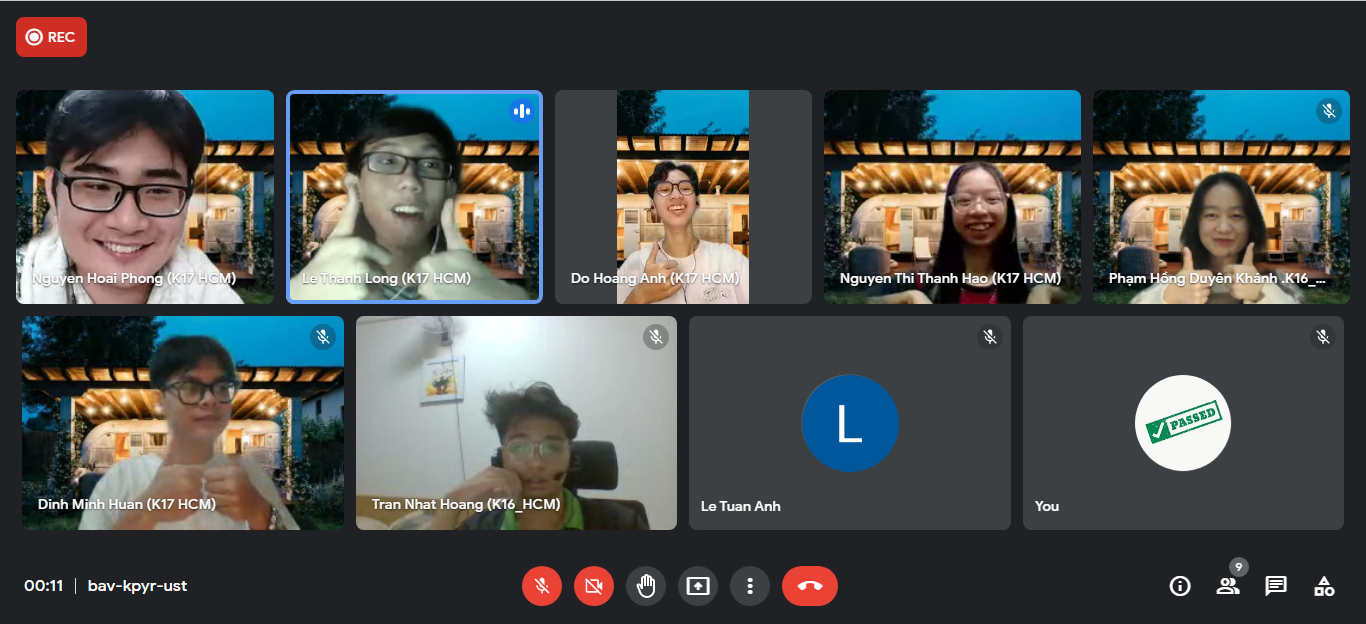 REC
Nguyen Hoai Phong (K17 HCM)
Le Thanh Long (K17 HCM)
Do Hoang Anh (K17 HCM)
Nguyen Thi Thanh Hao (K17 HCM)
Phạm Hồng Duyên Khánh .K16_...
Dinh Minh Huan (K17 HCM)
Tran Nhat Hoang (K16_HCM)
L
Le Tuan Anh
PASSED
You
00:11 | bav-kpyr-ust
9